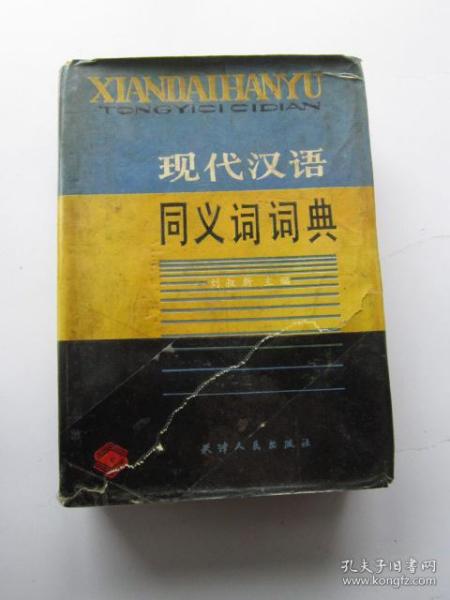 XIANDAIHANYU
TONGYICICIDIAN
现代汉语
同义词词典
刘叔新 主编
天津人民出版社
孔夫子旧书网
www.kongfz.com